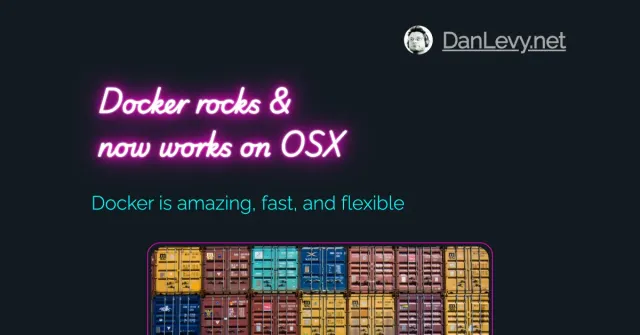 DanLevy.net
Docker rocks &
now works on OSX
Docker is amazing, fast, and flexible